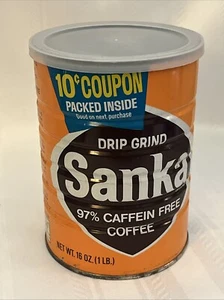 10¢ COUPON
PACKED INSIDE
Good on next purchase
DRIP GRIND
Sanka
97% CAFFEIN FREE
COFFEE
NET WT. 16 OZ. (1 LB.)